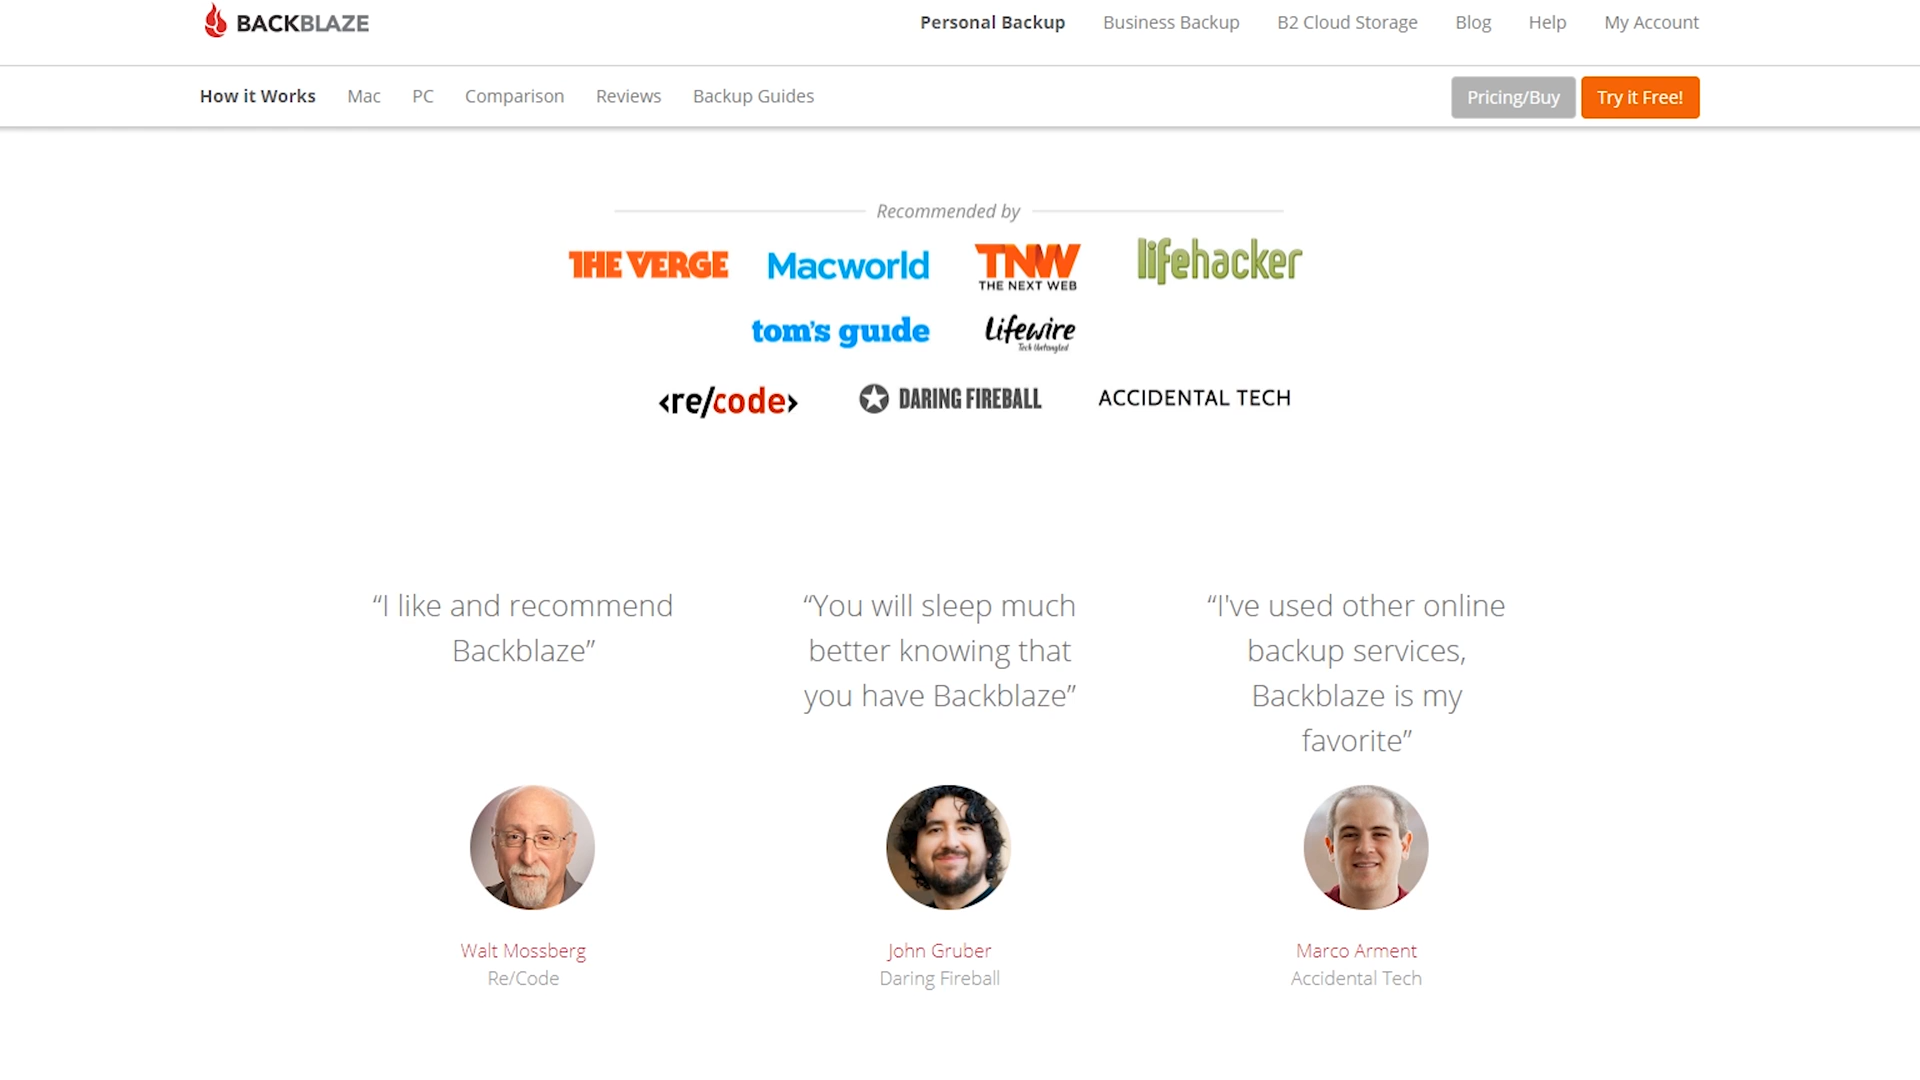 BACKBLAZE
Personal Backup Business Backup B2 Cloud Storage Blog Help My Account
How it Works Mac PC Comparison Reviews Backup Guides Pricing/Buy Try it Free!
Recommended by
THE VERGE Macworld TNW lifehacker
THE NEXT WEB
tom's guide Lifewire
Tech Untangled
<re/code> DARING FIREBALL ACCIDENTAL TECH
“I like and recommend
Backblaze”
“You will sleep much
better knowing that
you have Backblaze”
“I've used other online
backup services,
Backblaze is my
favorite”
Walt Mossberg
Re/Code
John Gruber
Daring Fireball
Marco Arment
Accidental Tech